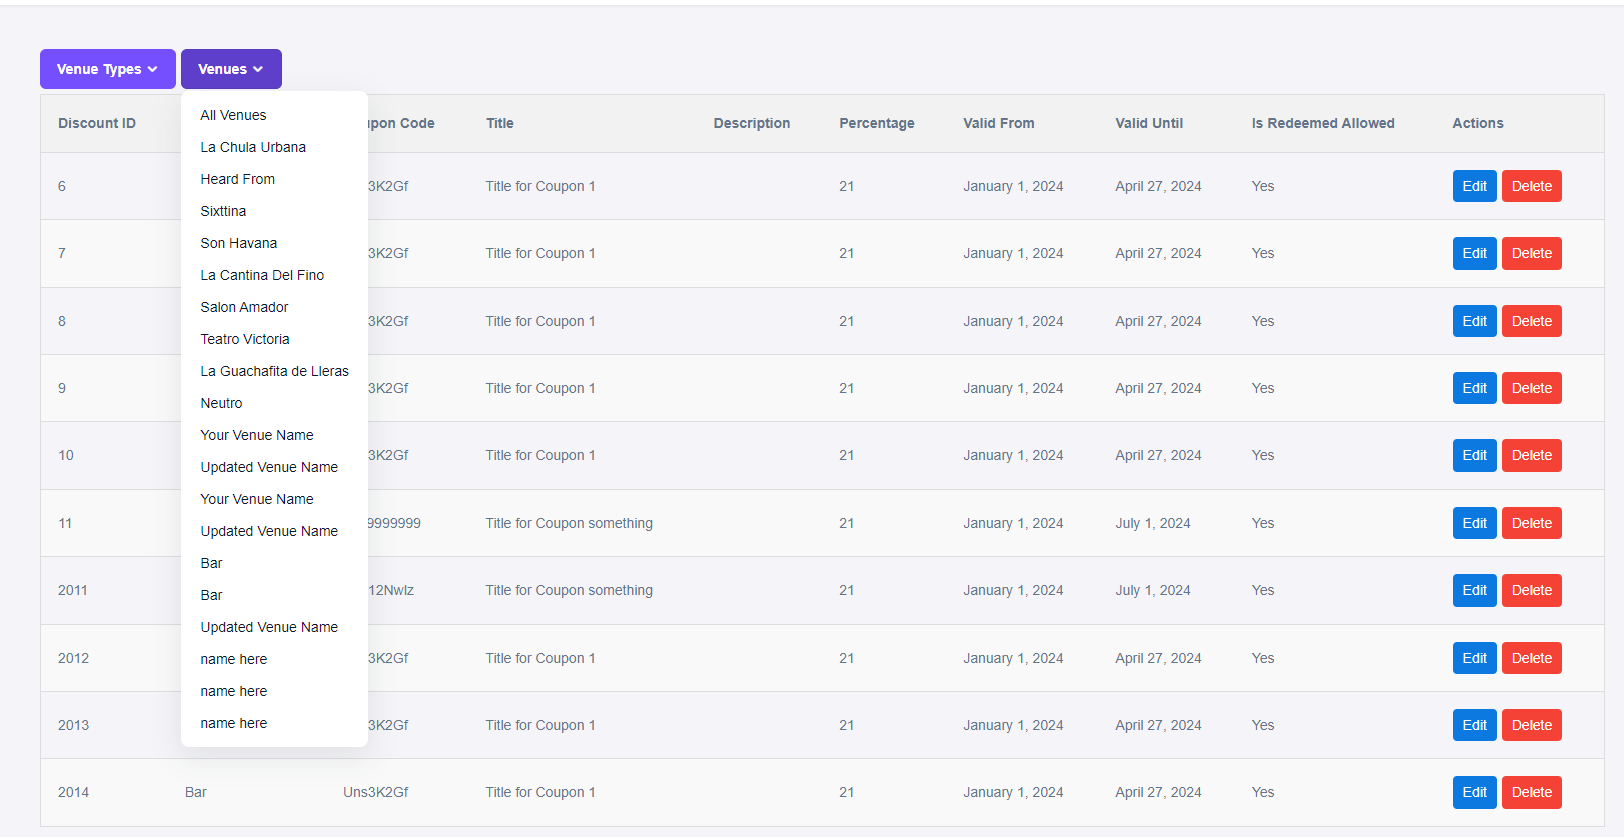 Venue Types Venues
All Venues
La Chula Urbana
Heard From
Sixttina
Son Havana
La Cantina Del Fino
Salon Amador
Teatro Victoria
La Guachafita de Lleras
Neutro
Your Venue Name
Updated Venue Name
Your Venue Name
Updated Venue Name
Bar
Bar
Updated Venue Name
name here
name here
name here
Discount ID pon Code Title Description Percentage Valid From Valid Until Is Redeemed Allowed Actions
6 3K2Gf Title for Coupon 1 21 January 1, 2024 April 27, 2024 Yes Edit Delete
7 3K2Gf Title for Coupon 1 21 January 1, 2024 April 27, 2024 Yes Edit Delete
8 3K2Gf Title for Coupon 1 21 January 1, 2024 April 27, 2024 Yes Edit Delete
9 3K2Gf Title for Coupon 1 21 January 1, 2024 April 27, 2024 Yes Edit Delete
10 3K2Gf Title for Coupon 1 21 January 1, 2024 April 27, 2024 Yes Edit Delete
11 9999999 Title for Coupon something 21 January 1, 2024 July 1, 2024 Yes Edit Delete
2011 Title for Coupon something 21 January 1, 2024 July 1, 2024 Yes Edit Delete
2012 3K2Gf Title for Coupon 1 21 January 1, 2024 April 27, 2024 Yes Edit Delete
2013 3K2Gf Title for Coupon 1 21 January 1, 2024 April 27, 2024 Yes Edit Delete
2014 Bar Uns3K2Gf Title for Coupon 1 21 January 1, 2024 April 27, 2024 Yes Edit Delete